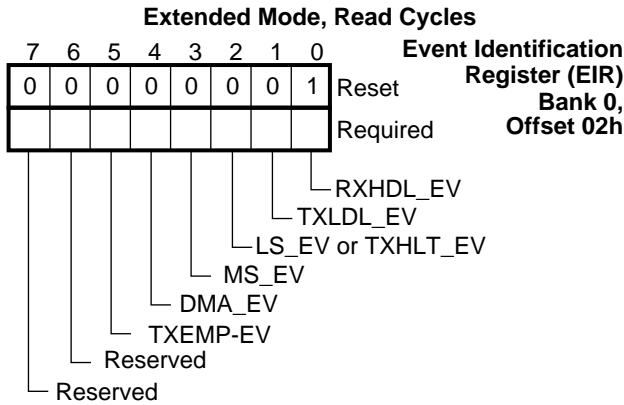 Extended Mode, Read Cycles
7 6 5 4 3 2 1 0
Event Identification
Register (EIR)
Bank 0,
Offset 02h
0 0 0 0 0 0 0 1 Reset
Required
RXHDL_EV
TXLDL_EV
LS_EV or TXHLT_EV
MS_EV
DMA_EV
TXEMP-EV
Reserved
Reserved